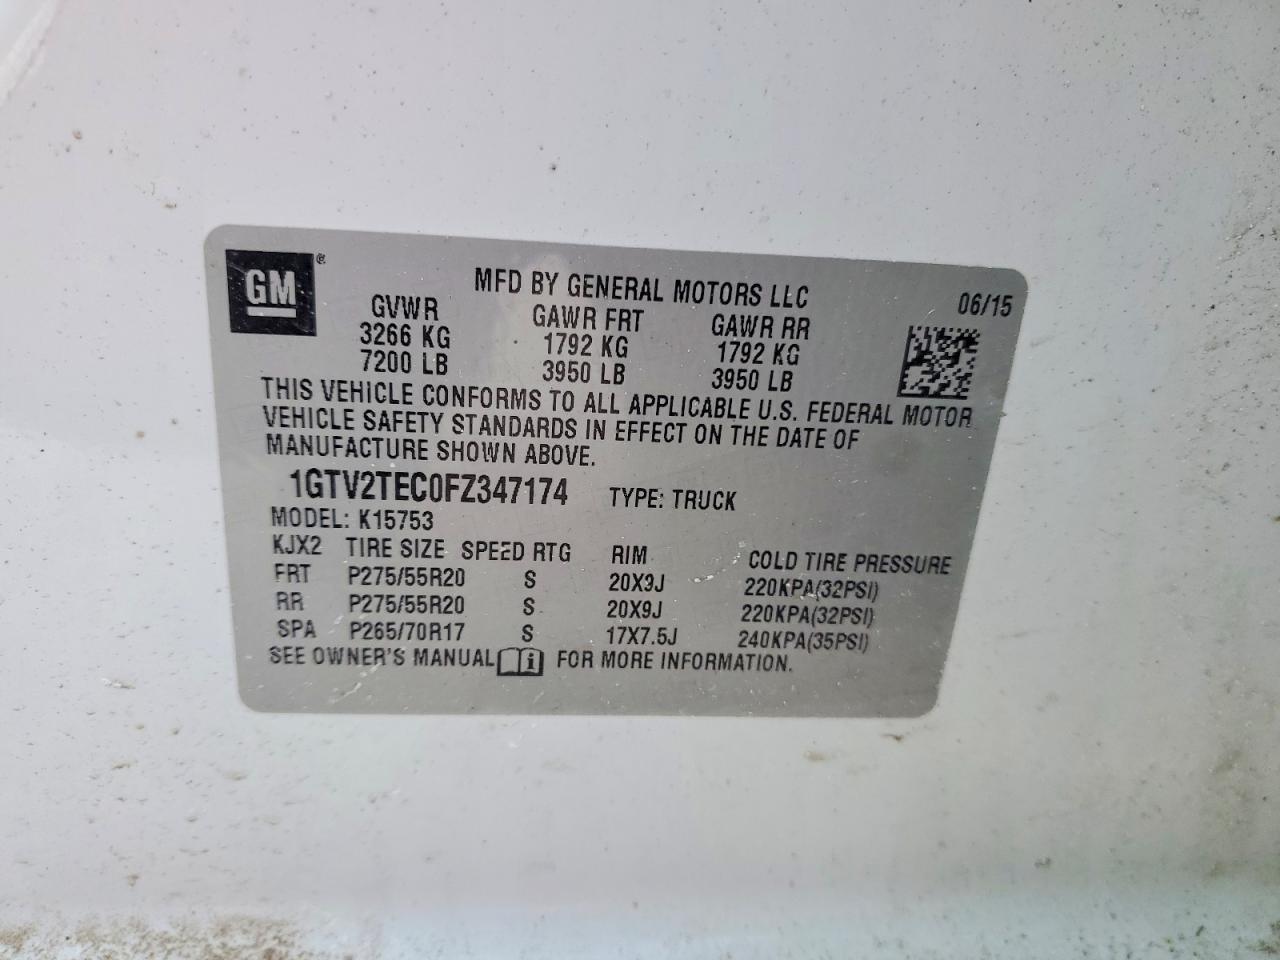 GM®
MFD BY GENERAL MOTORS LLC 06/15
GVWR GAWR FRT GAWR RR
3266 KG 1792 KG 1792 KG
7200 LB 3950 LB 3950 LB
THIS VEHICLE CONFORMS TO ALL APPLICABLE U.S. FEDERAL MOTOR
VEHICLE SAFETY STANDARDS IN EFFECT ON THE DATE OF
MANUFACTURE SHOWN ABOVE.
1GTV2TEC0FZ347174 TYPE: TRUCK
MODEL: K15753
KJX2 TIRE SIZE SPEED RTG RIM COLD TIRE PRESSURE
FRT P275/55R20 S 20X9J 220KPA(32PSI)
RR P275/55R20 S 20X9J 220KPA(32PSI)
SPA P265/70R17 S 17X7.5J 240KPA(35PSI)
SEE OWNER'S MANUAL i FOR MORE INFORMATION.